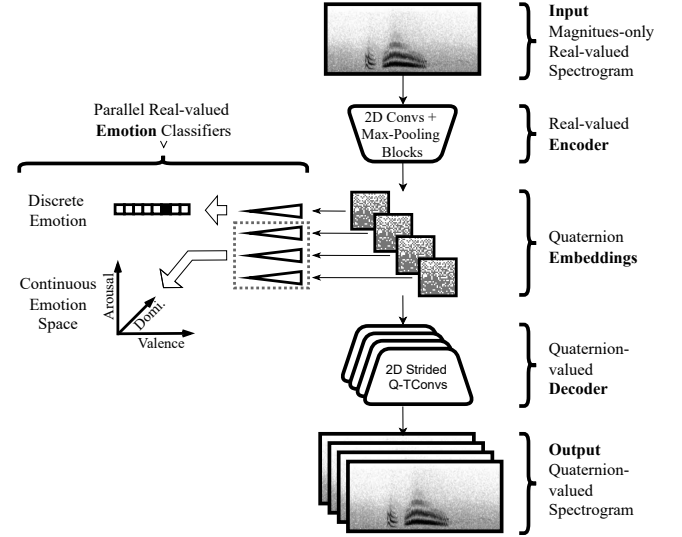 Input
Magnitues-only
Real-valued
Spectrogram
2D Convs +
Max-Pooling
Blocks
Real-valued
Encoder
Parallel Real-valued
Emotion Classifiers
Discrete
Emotion
Continuous
Emotion
Space
Arousal
Domi.
Valence
Quaternion
Embeddings
2D Strided
Q-TConvs
Quaternion-
valued
Decoder
Output
Quaternion-
valued
Spectrogram